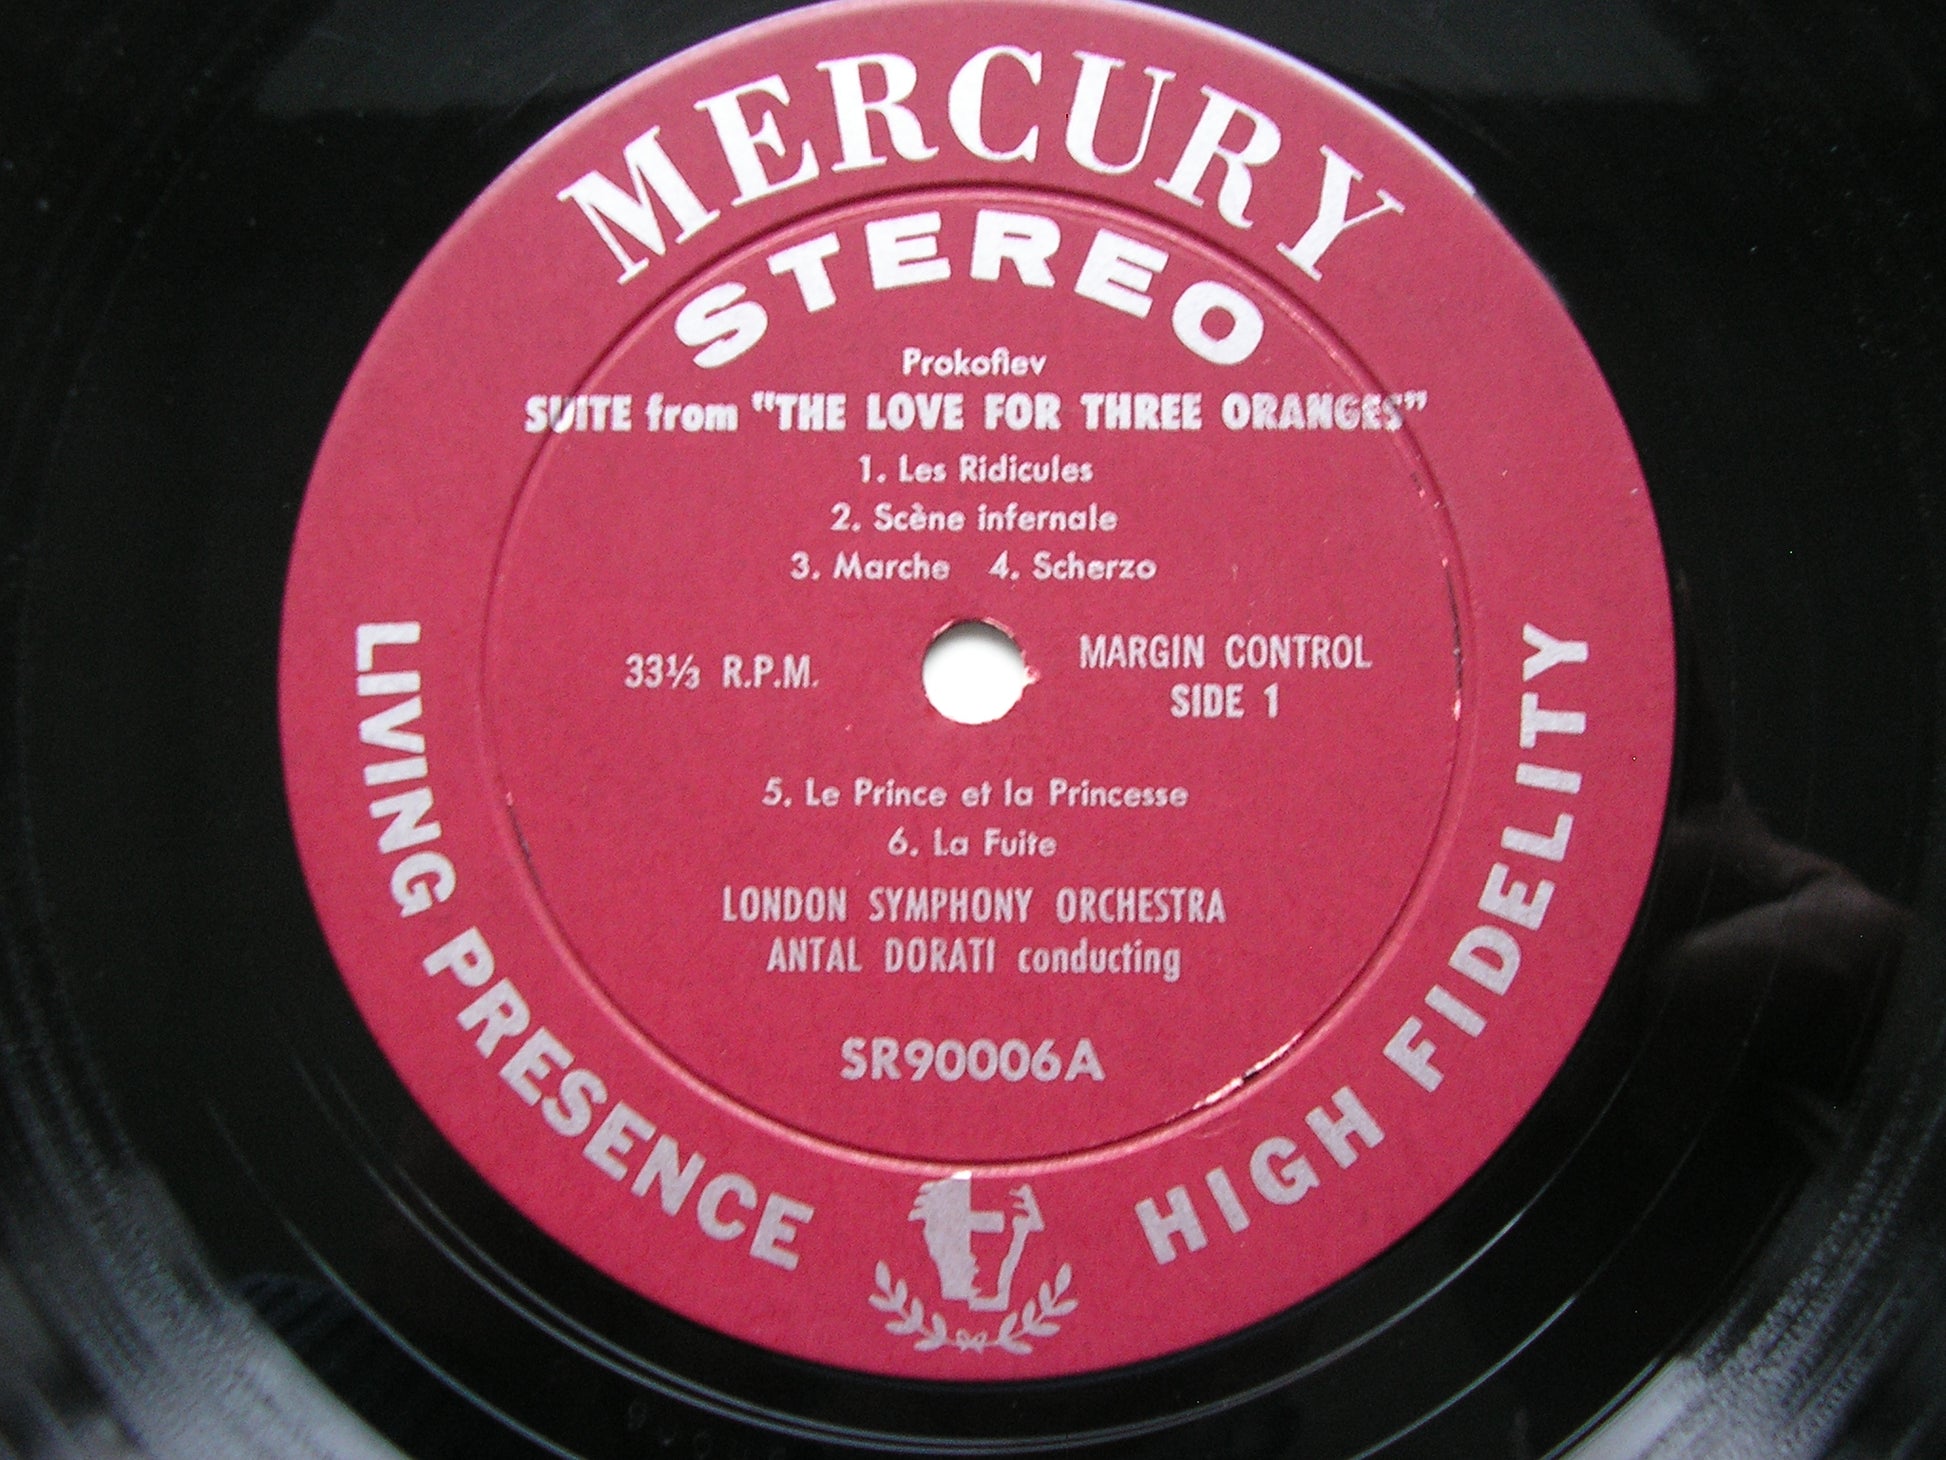 MERCURY
STEREO
Prokofiev
SUITE from "THE LOVE FOR THREE ORANGES"
1. Les Ridicules
2. Scène infernale
3. Marche 4. Scherzo
33⅓ R.P.M.
MARGIN CONTROL
SIDE 1
5. Le Prince et la Princesse
6. La Fuite
LONDON SYMPHONY ORCHESTRA
ANTAL DORATI conducting
SR90006A
LIVING PRESENCE
HIGH FIDELITY